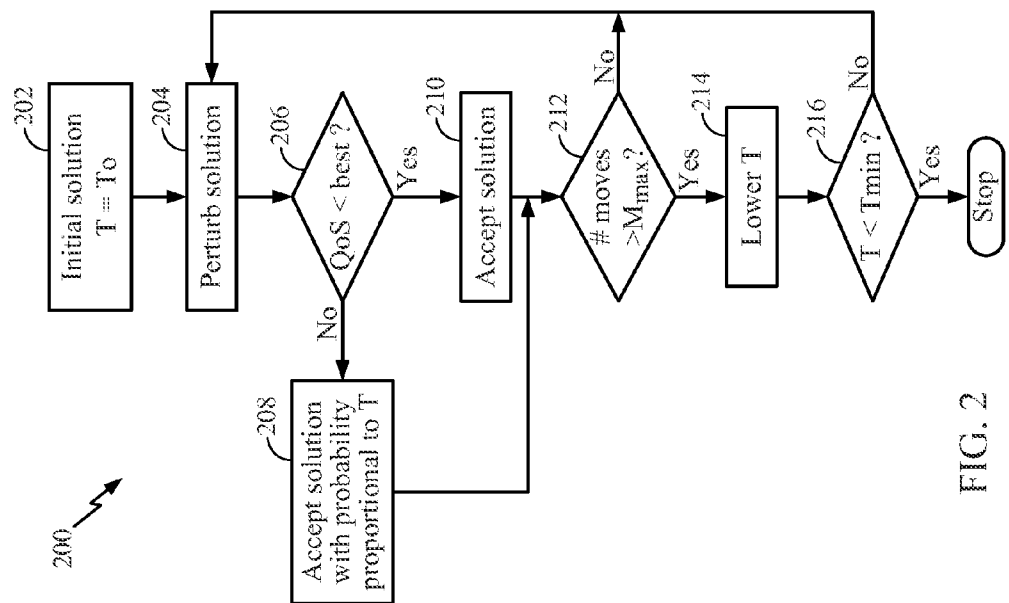 200
202
Initial solution
T = To
204
Perturb solution
206
QoS < best ?
No
Yes
208
Accept solution
with probability
proportional to T
210
Accept solution
212
# moves
>Mmax?
No
Yes
214
Lower T
216
T < Tmin ?
No
Yes
Stop
FIG. 2